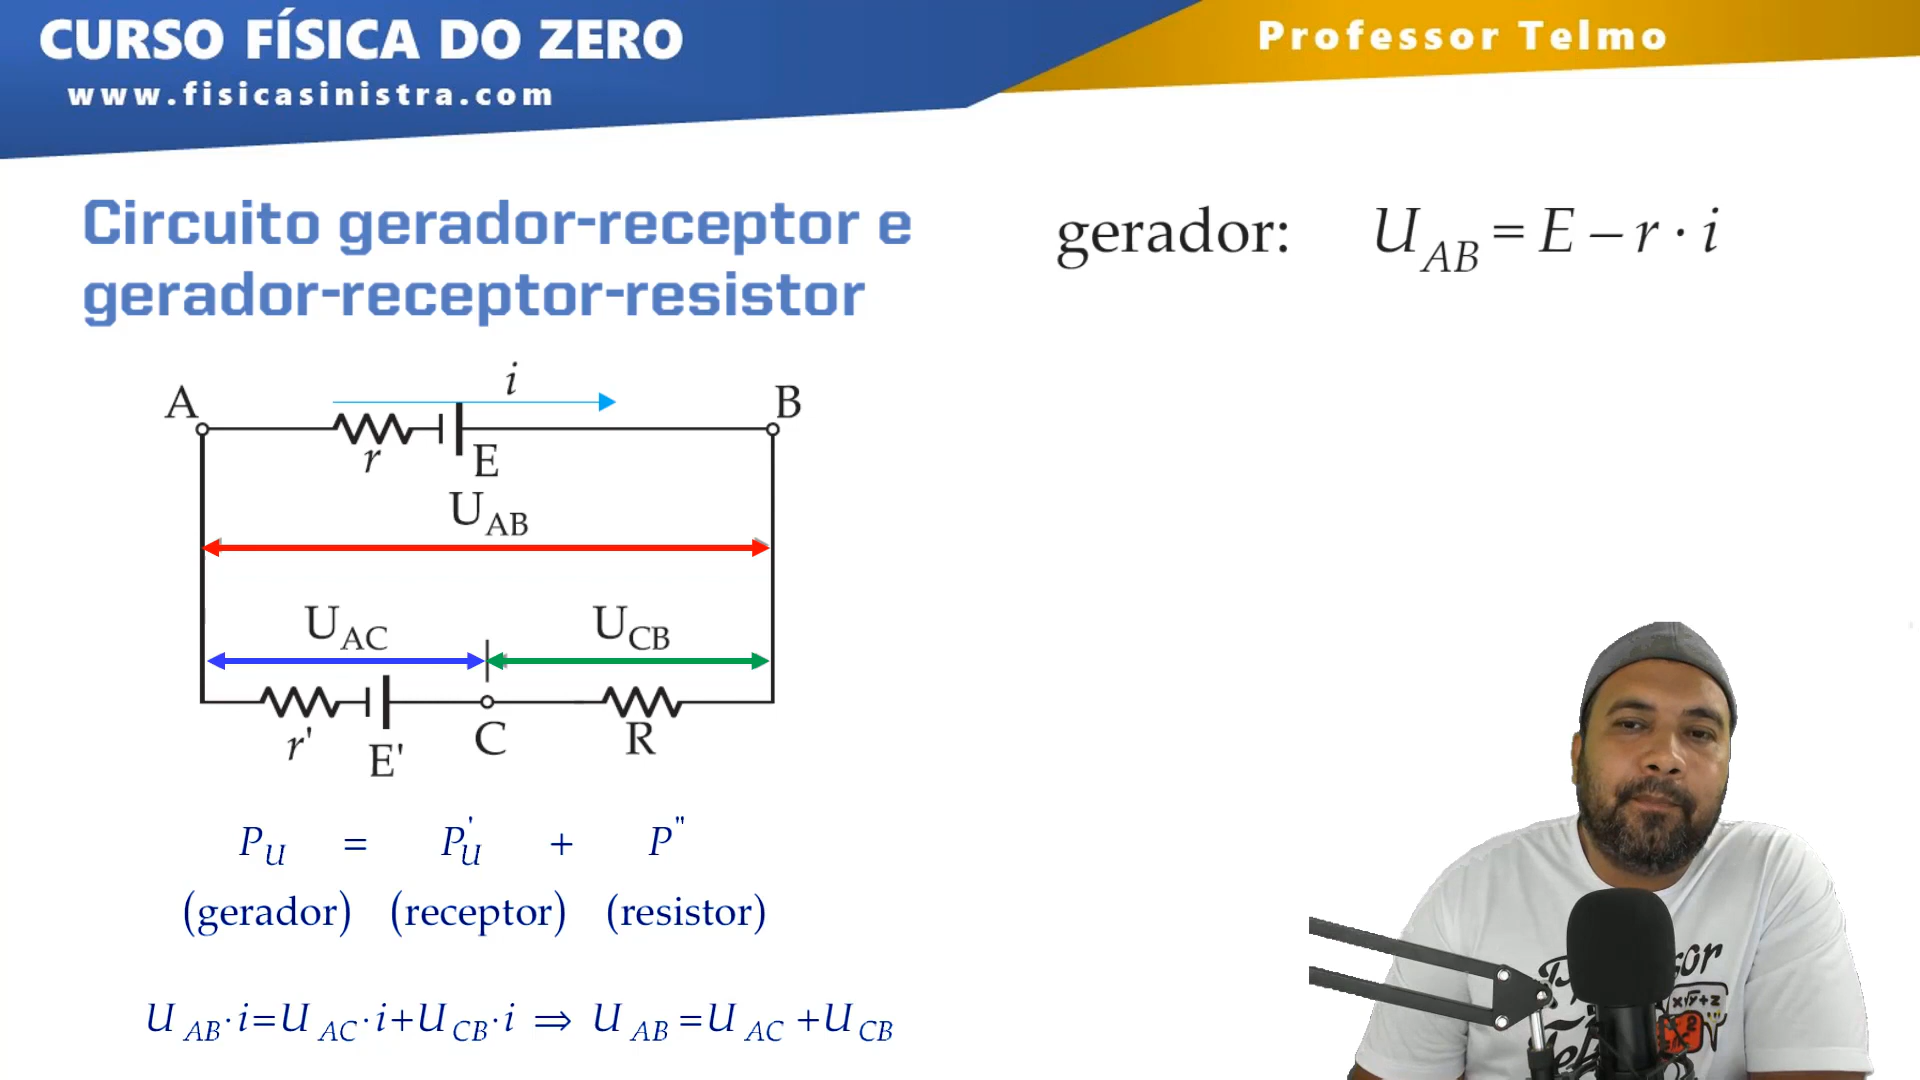 CURSO FÍSICA DO ZERO
www.fisicasinistra.com
Professor Telmo
Circuito gerador-receptor e
gerador-receptor-resistor
gerador: U_AB = E – r · i
i
A B
r E
U_AB
U_AC U_CB
r' E' C R
P_U = P'_U + P"
(gerador) (receptor) (resistor)
U_AB · i = U_AC · i + U_CB · i ⇒ U_AB = U_AC + U_CB